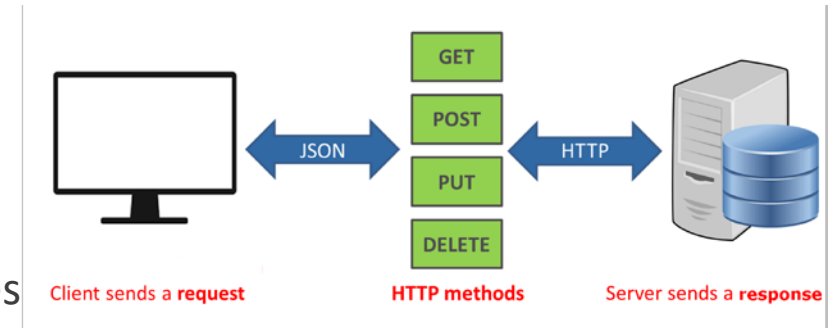 GET
POST
JSON
HTTP
PUT
DELETE
s
Client sends a request
HTTP methods
Server sends a response